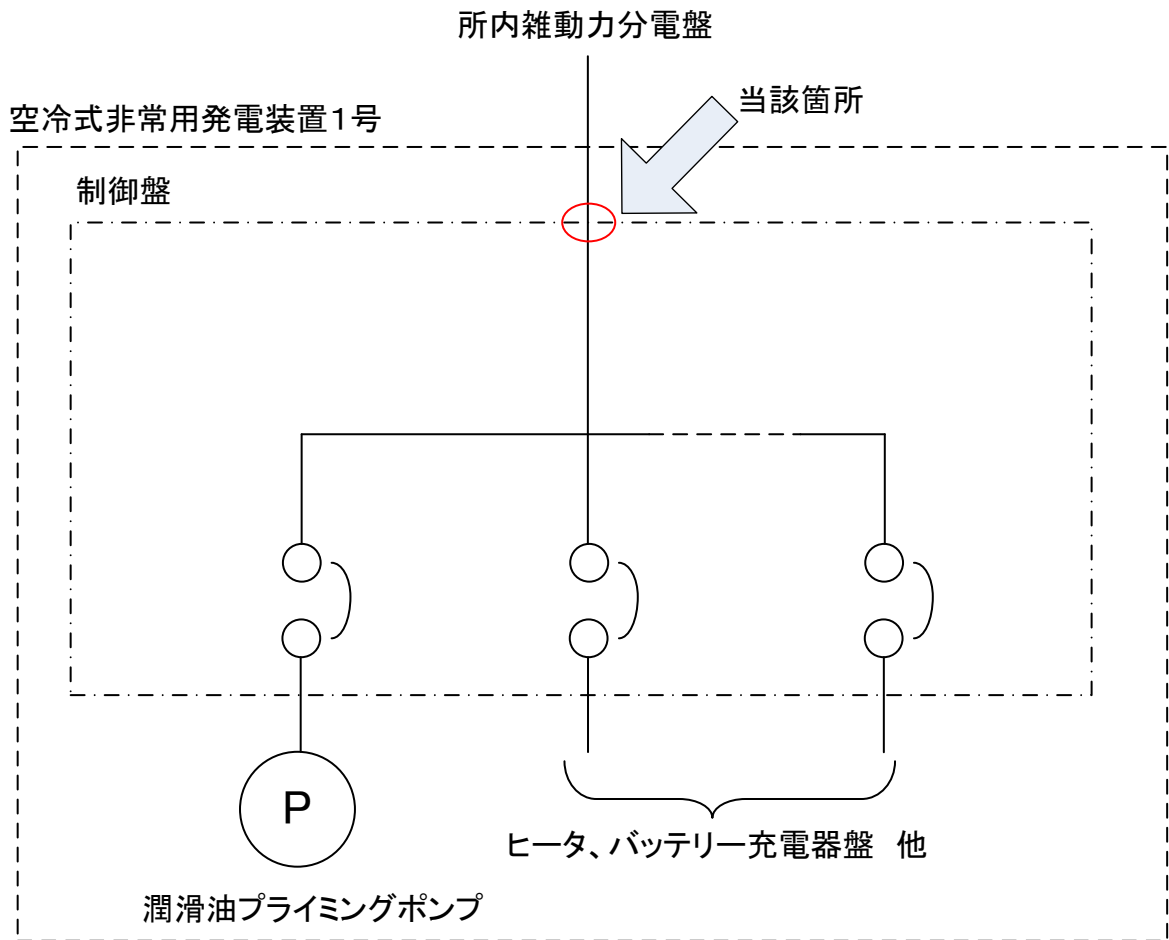 所内雑動力分電盤
当該箇所
空冷式非常用発電装置1号
制御盤
P
ヒータ、バッテリー充電器盤　他
潤滑油プライミングポンプ